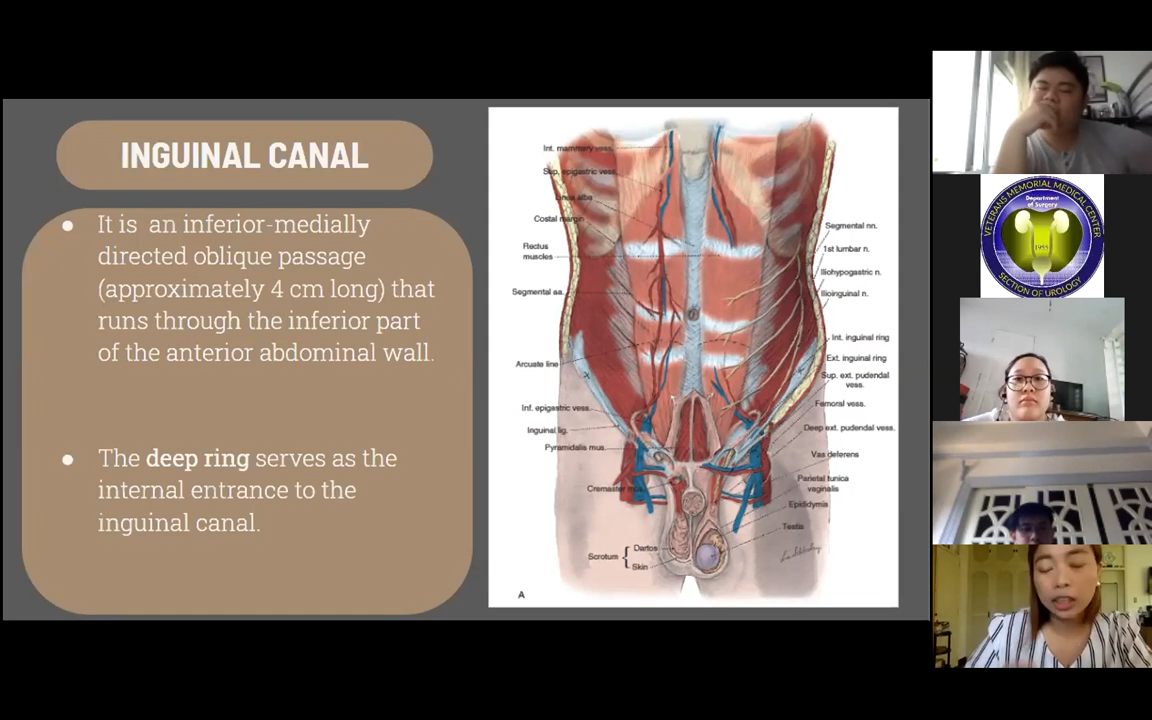 INGUINAL CANAL
● It is an inferior-medially
directed oblique passage
(approximately 4 cm long) that
runs through the inferior part
of the anterior abdominal wall.
● The deep ring serves as the
internal entrance to the
inguinal canal.
Int. mammary vess.
Sup. epigastric vess.
Linea alba
Costal margin
Rectus
muscles
Segmental aa.
Arcuate line
Inf. epigastric vess.
Inguinal lig.
Pyramidalis mus.
Cremaster mus.
Scrotum
Dartos
Skin
A
Segmental nn.
1st lumbar n.
Iliohypogastric n.
Ilioinguinal n.
Int. inguinal ring
Ext. inguinal ring
Sup. ext. pudendal
vess.
Femoral vess.
Deep ext. pudendal vess.
Vas deferens
Parietal tunica
vaginalis
Epididymis
Testis
VETERANS MEMORIAL MEDICAL CENTER
Department
of Surgery
1955
SECTION OF UROLOGY